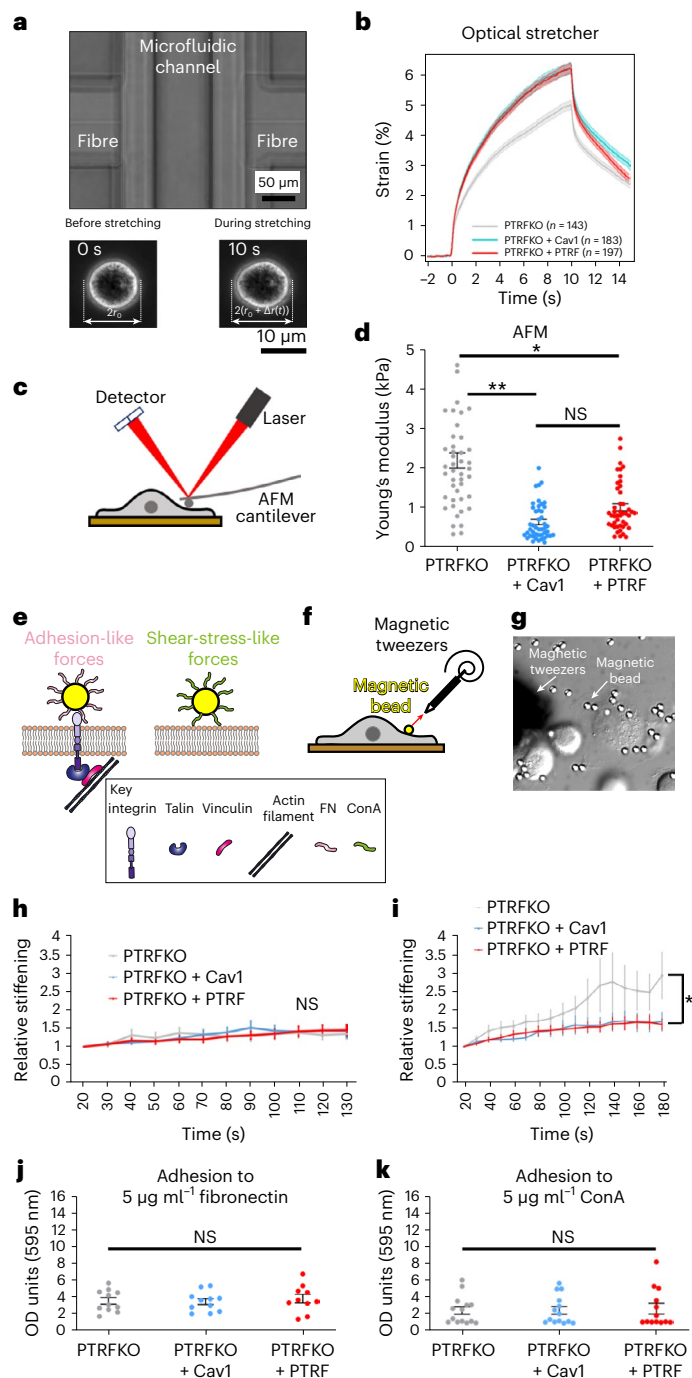 a
Microfluidic
channel
Fibre
Fibre
50 µm
Before stretching
During stretching
0 s
10 s
2r₀
2(r₀ + Δr(t))
10 µm
b
Optical stretcher
Strain (%)
6
5
4
3
2
1
0
PTRFKO (n = 143)
PTRFKO + Cav1 (n = 183)
PTRFKO + PTRF (n = 197)
−2 0 2 4 6 8 10 12 14
Time (s)
c
Detector
Laser
AFM
cantilever
d
AFM
Young's modulus (kPa)
5
4
3
2
1
0
*
**
NS
PTRFKO
PTRFKO
+ Cav1
PTRFKO
+ PTRF
e
Adhesion-like
forces
Shear-stress-like
forces
f
Magnetic
tweezers
Magnetic
bead
g
Magnetic
tweezers
Magnetic
bead
Key
integrin
Talin
Vinculin
Actin
filament
FN
ConA
h
Relative stiffening
4
3.5
3
2.5
2
1.5
1
0.5
PTRFKO
PTRFKO + Cav1
PTRFKO + PTRF
NS
20 30 40 50 60 70 80 90 100 110 120 130
Time (s)
i
Relative stiffening
4
3.5
3
2.5
2
1.5
1
0.5
PTRFKO
PTRFKO + Cav1
PTRFKO + PTRF
*
20 40 60 80 100 120 140 160 180
Time (s)
j
Adhesion to
5 µg ml⁻¹ fibronectin
OD units (595 nm)
16
14
12
10
8
6
4
2
0
NS
PTRFKO
PTRFKO
+ Cav1
PTRFKO
+ PTRF
k
Adhesion to
5 µg ml⁻¹ ConA
OD units (595 nm)
16
14
12
10
8
6
4
2
0
NS
PTRFKO
PTRFKO
+ Cav1
PTRFKO
+ PTRF